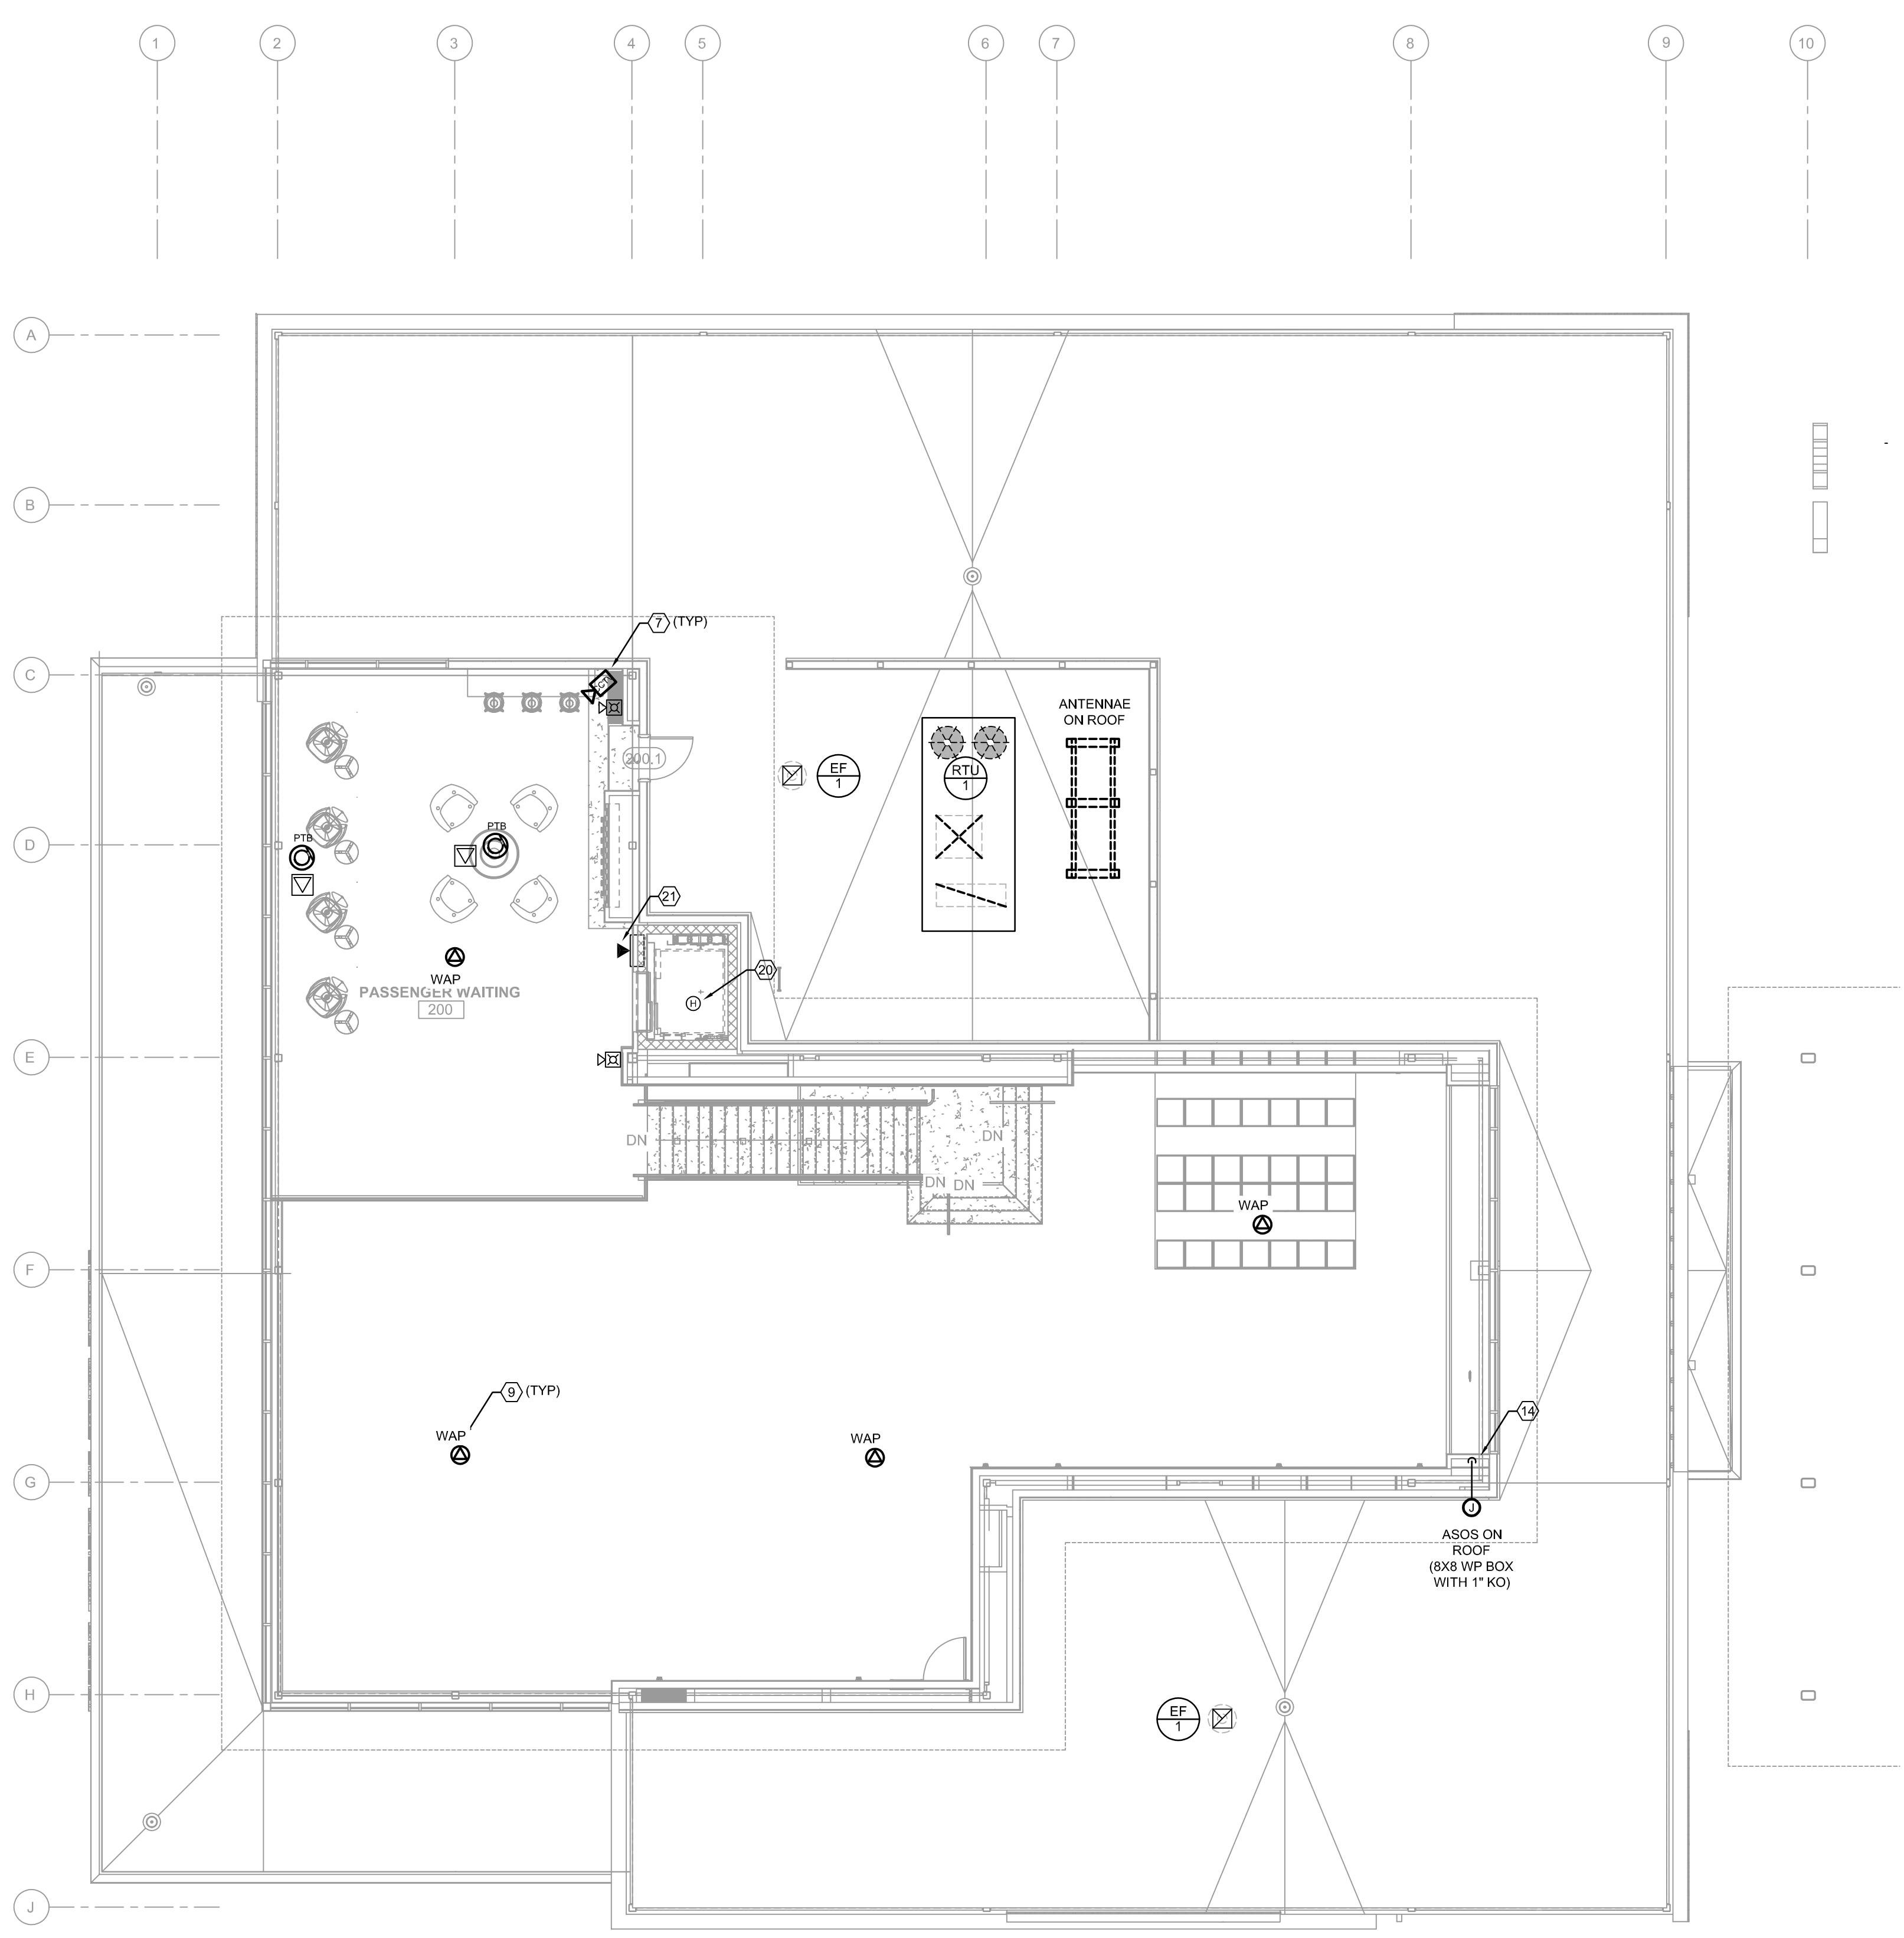 1
2
3
4
5
6
7
8
9
10
A
B
C
D
E
F
G
H
J
7
(TYP)
CCTV
200.1
ANTENNAE
ON ROOF
EF
1
RTU
1
PTB
PTB
21
20
H
WAP
PASSENGER WAITING
200
DN
DN
DN
DN
WAP
9
(TYP)
WAP
WAP
14
J
ASOS ON
ROOF
(8X8 WP BOX
WITH 1" KO)
EF
1